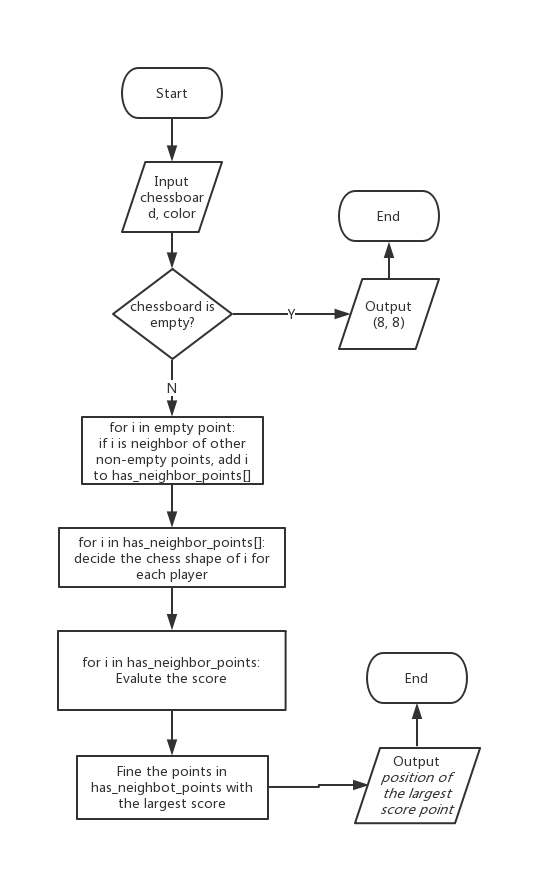 Start
Input
chessboar
d, color
chessboard is
empty?
Y
Output
(8, 8)
End
N
for i in empty point:
if i is neighbor of other
non-empty points, add i
to has_neighbor_points[]
for i in has_neighbor_points[]:
decide the chess shape of i for
each player
for i in has_neighbor_points:
Evalute the score
Fine the points in
has_neighbot_points with
the largest score
Output
position of
the largest
score point
End